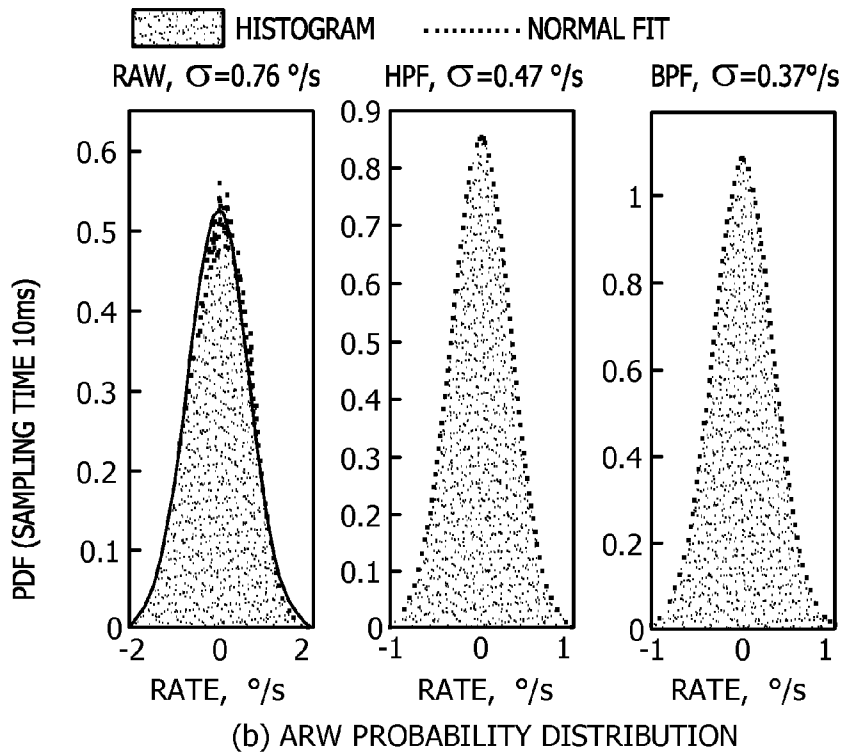 HISTOGRAM NORMAL FIT
RAW, σ=0.76 °/s HPF, σ=0.47 °/s BPF, σ=0.37°/s
PDF (SAMPLING TIME 10ms)
0.6
0.5
0.4
0.3
0.2
0.1
0
-2 0 2
RATE, °/s
0.9
0.8
0.7
0.6
0.5
0.4
0.3
0.2
0.1
0
-1 0 1
RATE, °/s
1
0.8
0.6
0.4
0.2
0
-1 0 1
RATE, °/s
(b) ARW PROBABILITY DISTRIBUTION